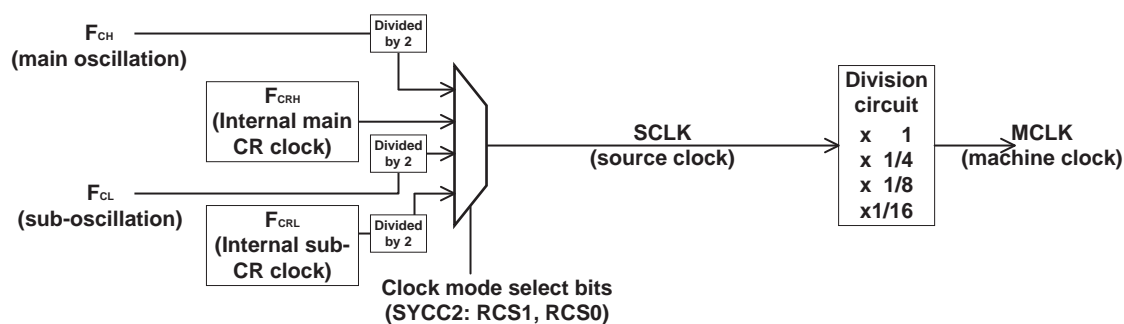 FCH
(main oscillation)
Divided
by 2
FCRH
(Internal main
CR clock)
Divided
by 2
FCL
(sub-oscillation)
FCRL
(Internal sub-
CR clock)
Divided
by 2
Clock mode select bits
(SYCC2: RCS1, RCS0)
SCLK
(source clock)
Division
circuit
x 1
x 1/4
x 1/8
x1/16
MCLK
(machine clock)